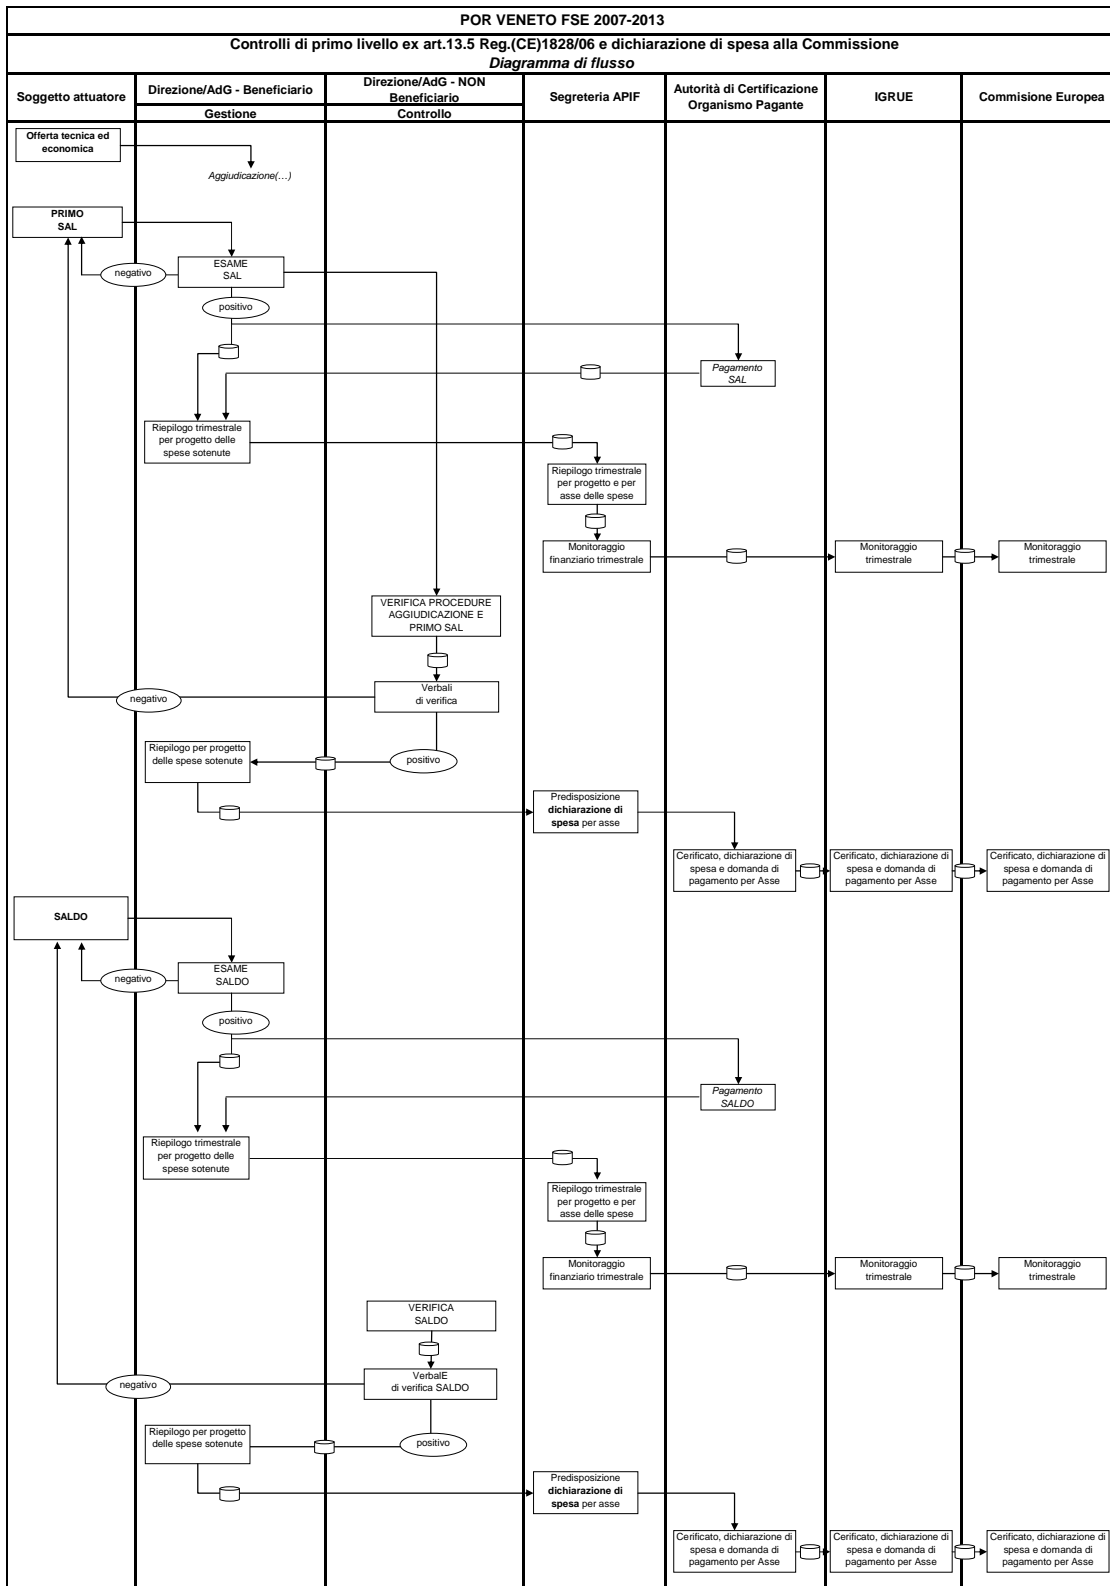 POR VENETO FSE 2007-2013
Controlli di primo livello ex art.13.5 Reg.(CE)1828/06 e dichiarazione di spesa alla Commissione
Diagramma di flusso
Soggetto attuatore
Direzione/AdG - Beneficiario
Gestione
Direzione/AdG - NON
Beneficiario
Controllo
Segreteria APIF
Autorità di Certificazione
Organismo Pagante
IGRUE
Commisione Europea
Offerta tecnica ed
economica
Aggiudicazione(…)
PRIMO
SAL
negativo
ESAME
SAL
positivo
Pagamento
SAL
Riepilogo trimestrale
per progetto delle
spese sotenute
Riepilogo trimestrale
per progetto e per
asse delle spese
Monitoraggio
finanziario trimestrale
Monitoraggio
trimestrale
Monitoraggio
trimestrale
VERIFICA PROCEDURE
AGGIUDICAZIONE E
PRIMO SAL
Verbali
di verifica
negativo
positivo
Riepilogo per progetto
delle spese sotenute
Predisposizione
dichiarazione di
spesa per asse
Cerificato, dichiarazione di
spesa e domanda di
pagamento per Asse
Cerificato, dichiarazione di
spesa e domanda di
pagamento per Asse
Cerificato, dichiarazione di
spesa e domanda di
pagamento per Asse
SALDO
negativo
ESAME
SALDO
positivo
Pagamento
SALDO
Riepilogo trimestrale
per progetto delle
spese sotenute
Riepilogo trimestrale
per progetto e per
asse delle spese
Monitoraggio
finanziario trimestrale
Monitoraggio
trimestrale
Monitoraggio
trimestrale
VERIFICA
SALDO
VerbalE
di verifica SALDO
negativo
positivo
Riepilogo per progetto
delle spese sotenute
Predisposizione
dichiarazione di
spesa per asse
Cerificato, dichiarazione di
spesa e domanda di
pagamento per Asse
Cerificato, dichiarazione di
spesa e domanda di
pagamento per Asse
Cerificato, dichiarazione di
spesa e domanda di
pagamento per Asse